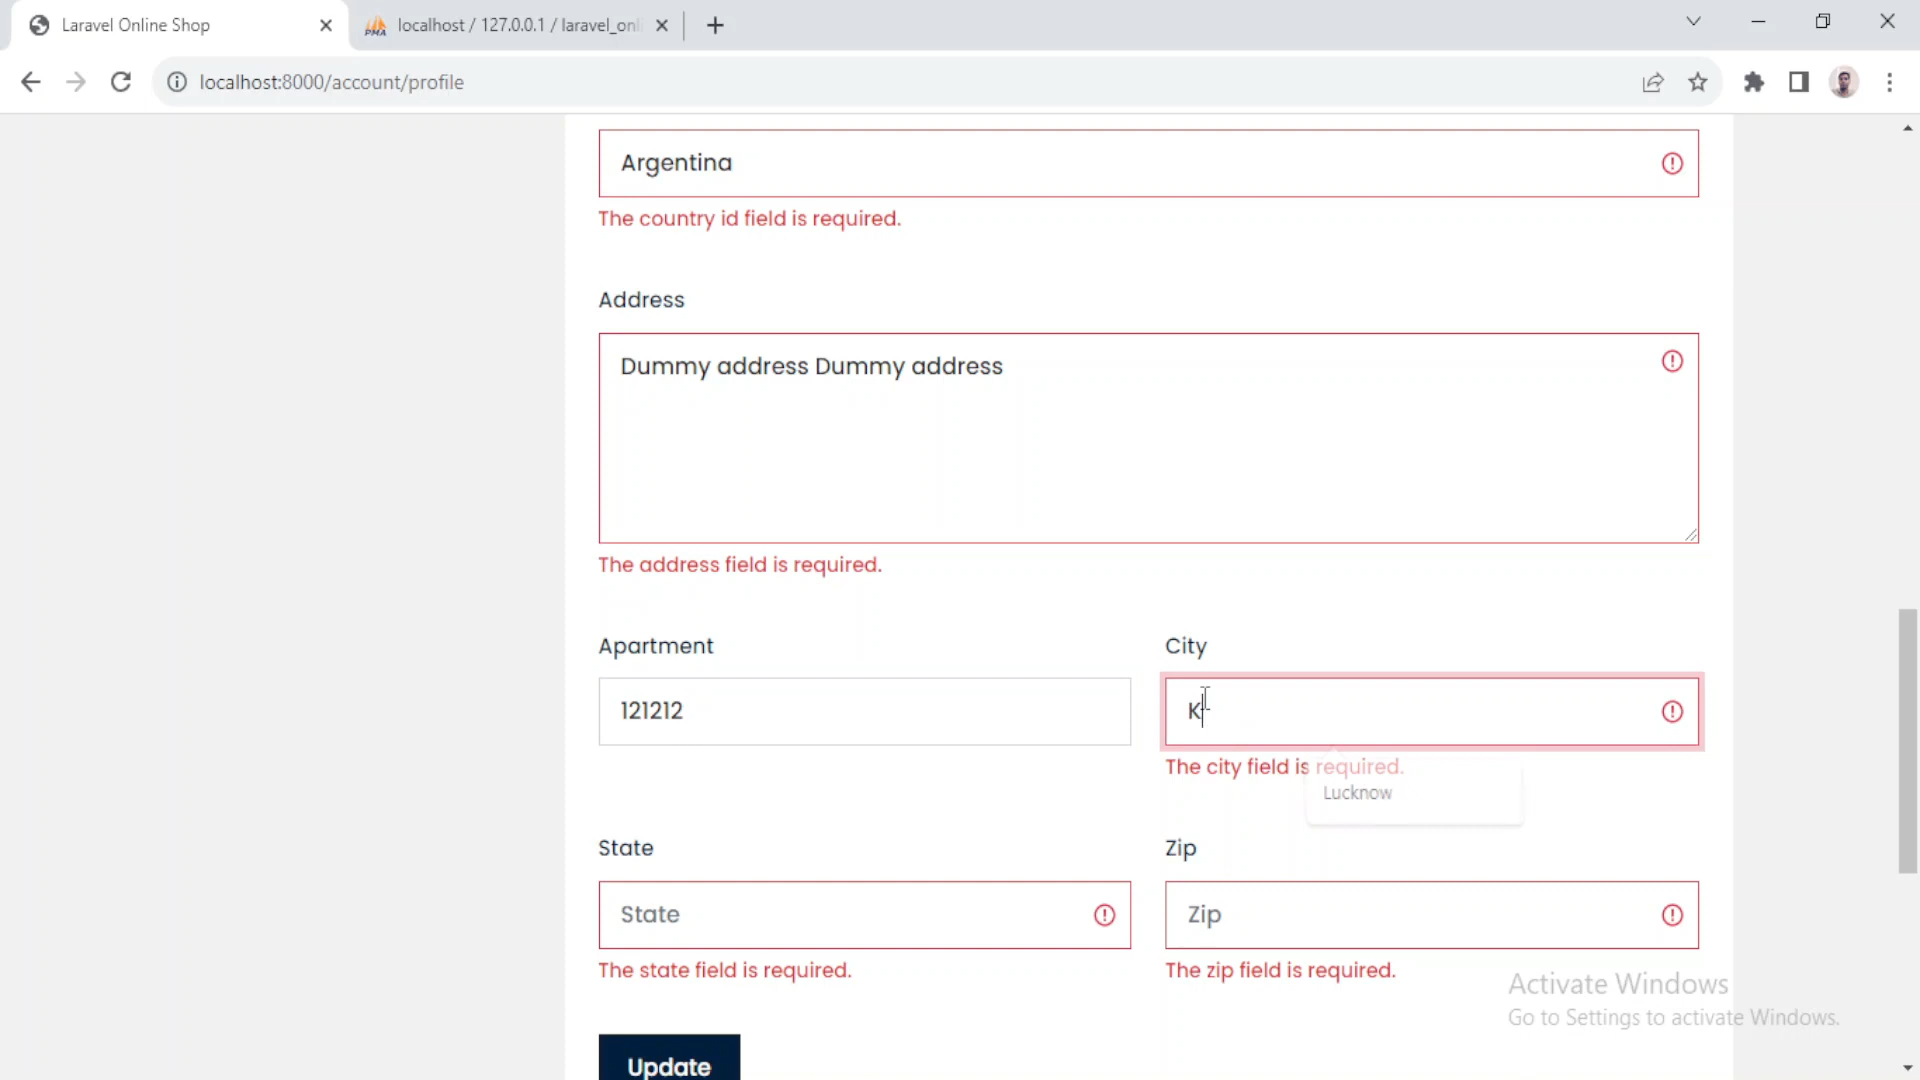 Laravel Online Shop
localhost / 127.0.0.1 / laravel_onl
localhost:8000/account/profile
Argentina
The country id field is required.
Address
Dummy address Dummy address
The address field is required.
Apartment
City
121212
K
The city field is required.
Lucknow
State
Zip
State
Zip
The state field is required.
The zip field is required.
Activate Windows
Go to Settings to activate Windows.
Update